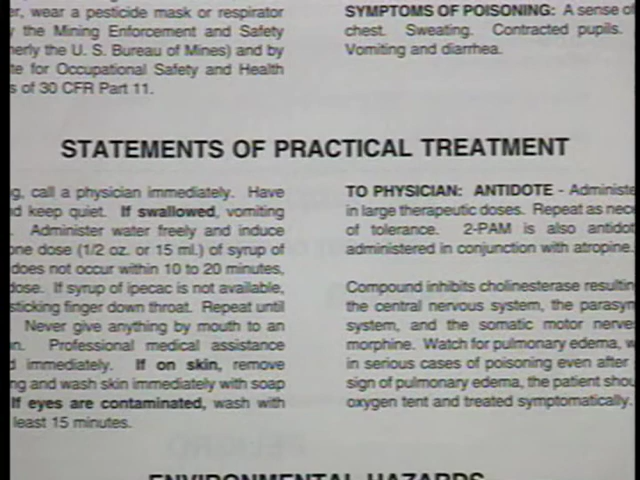 er, wear a pesticide mask or respirator
the Mining Enforcement and Safety
erly the U. S. Bureau of Mines) and by
te for Occupational Safety and Health
s of 30 CFR Part 11.
SYMPTOMS OF POISONING: A sense of
chest. Sweating. Contracted pupils.
Vomiting and diarrhea.
STATEMENTS OF PRACTICAL TREATMENT
g, call a physician immediately. Have
d keep quiet. If swallowed, vomiting
. Administer water freely and induce
one dose (1/2 oz. or 15 ml.) of syrup of
does not occur within 10 to 20 minutes,
dose. If syrup of ipecac is not available,
sticking finger down throat. Repeat until
Never give anything by mouth to an
n. Professional medical assistance
d immediately. If on skin, remove
ng and wash skin immediately with soap
If eyes are contaminated, wash with
least 15 minutes.
TO PHYSICIAN: ANTIDOTE - Administe
in large therapeutic doses. Repeat as nec
of tolerance. 2-PAM is also antidot
administered in conjunction with atropine.
Compound inhibits cholinesterase resultin
the central nervous system, the parasym
system, and the somatic motor nerve
morphine. Watch for pulmonary edema, w
in serious cases of poisoning even after
sign of pulmonary edema, the patient shou
oxygen tent and treated symptomatically.
ENVIRONMENTAL HAZARDS